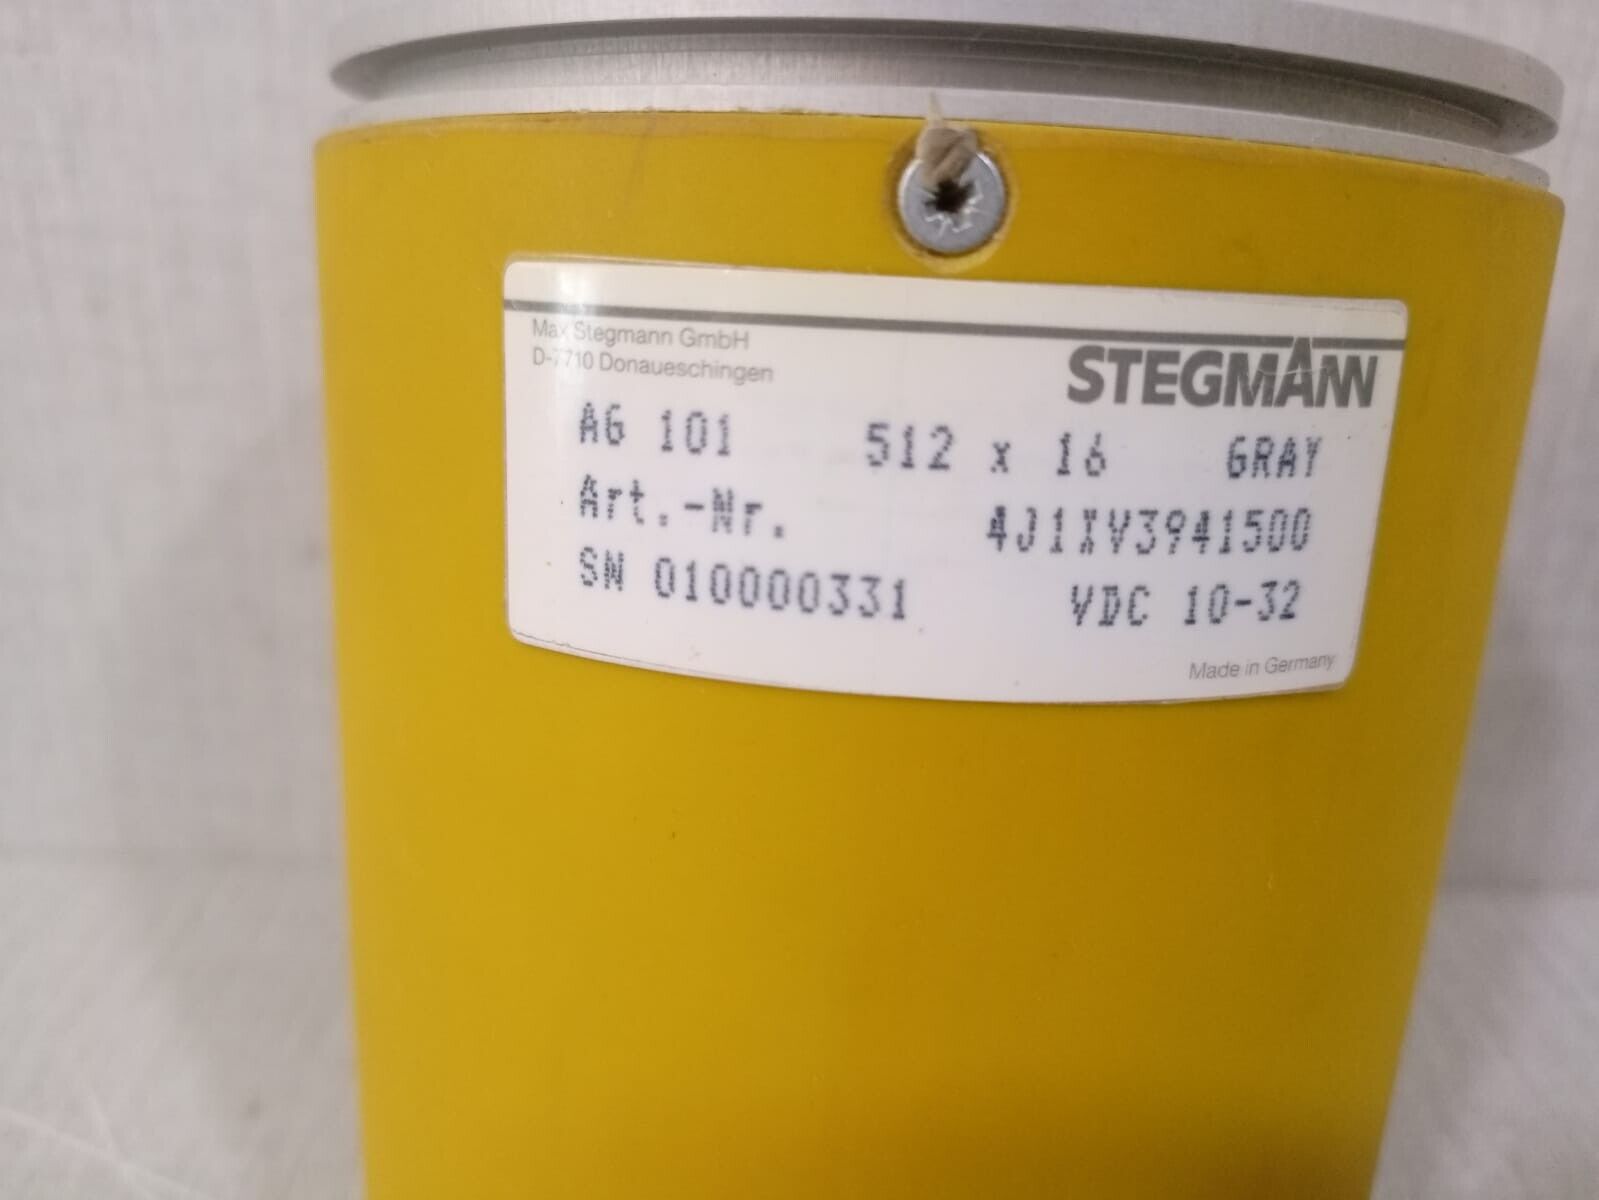 Max Stegmann GmbH
D-7710 Donaueschingen
STEGMANN
AG 101 512 x 16 GRAY
Art.-Nr. 4J1XV3941500
SN 010000331 VDC 10-32
Made in Germany